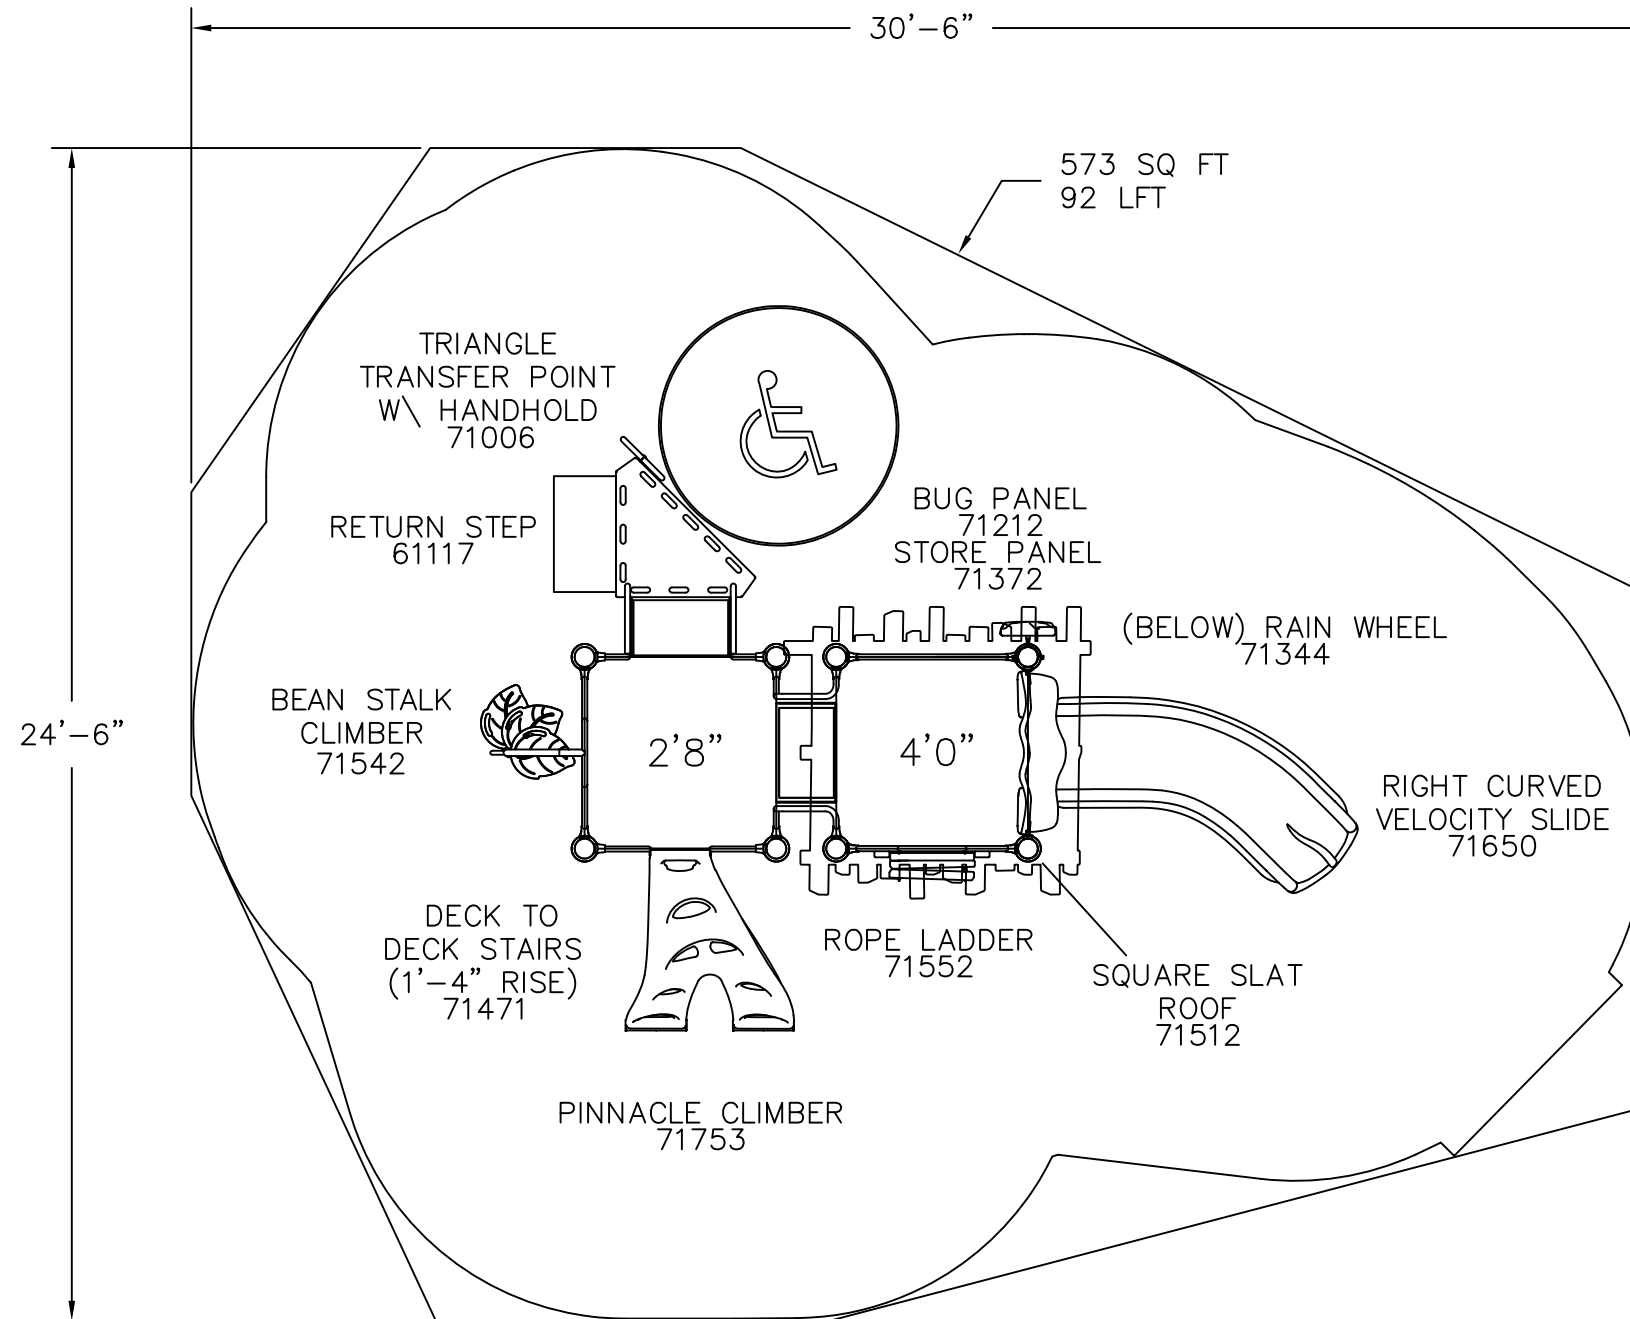 30'-6"
573 SQ FT
92 LFT
TRIANGLE
TRANSFER POINT
W\ HANDHOLD
71006
RETURN STEP
61117
BUG PANEL
71212
STORE PANEL
71372
(BELOW) RAIN WHEEL
71344
BEAN STALK
CLIMBER
71542
24'-6"
2'8"
4'0"
RIGHT CURVED
VELOCITY SLIDE
71650
DECK TO
DECK STAIRS
(1'-4" RISE)
71471
ROPE LADDER
71552
SQUARE SLAT
ROOF
71512
PINNACLE CLIMBER
71753